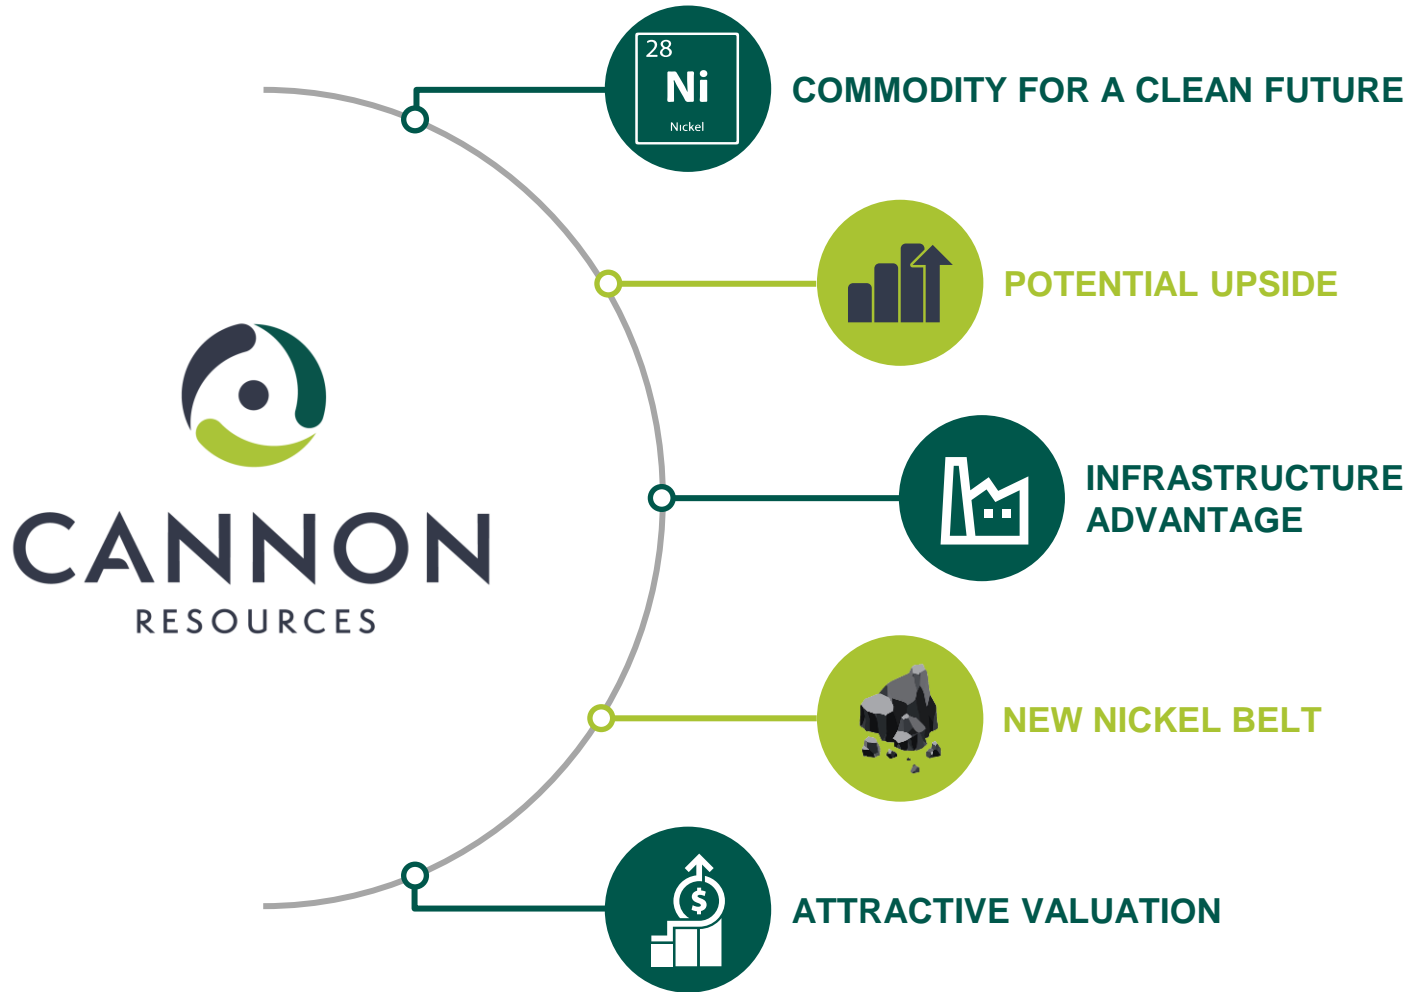 28
Ni
Nickel
COMMODITY FOR A CLEAN FUTURE
POTENTIAL UPSIDE
CANNON
RESOURCES
INFRASTRUCTURE
ADVANTAGE
NEW NICKEL BELT
$
ATTRACTIVE VALUATION